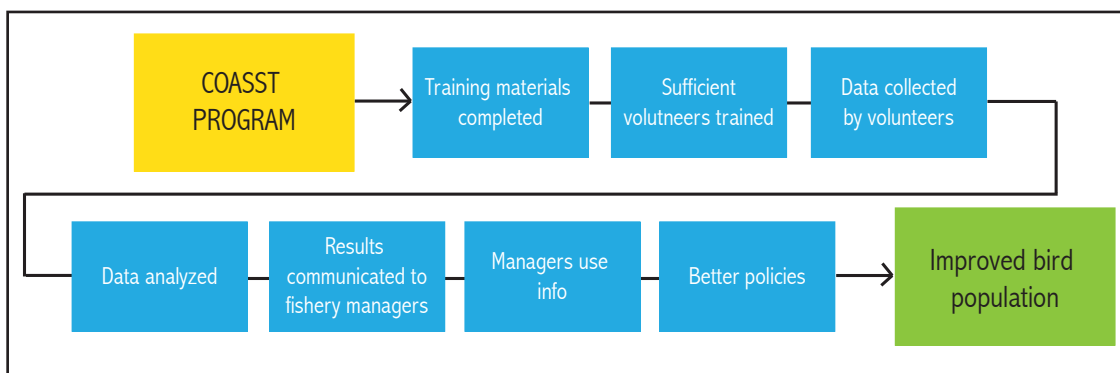 COASST
PROGRAM
Training materials
completed
Sufficient
volutneers trained
Data collected
by volunteers
Data analyzed
Results
communicated to
fishery managers
Managers use
info
Better policies
Improved bird
population